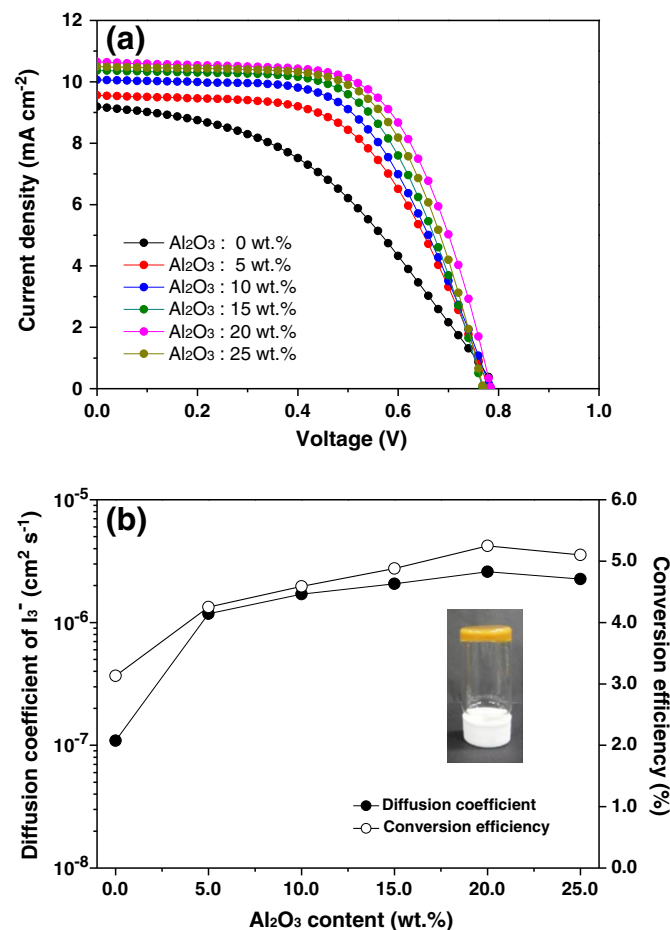 (a)
12
10
8
6
4
2
0
Currrent density (mA cm⁻²)
Al₂O₃ : 0 wt.%
Al₂O₃ : 5 wt.%
Al₂O₃ : 10 wt.%
Al₂O₃ : 15 wt.%
Al₂O₃ : 20 wt.%
Al₂O₃ : 25 wt.%
0.0 0.2 0.4 0.6 0.8 1.0
Voltage (V)
(b)
10⁻⁵
10⁻⁶
10⁻⁷
10⁻⁸
Diffusion coefficient of I₃⁻ (cm² s⁻¹)
6.0
5.0
4.0
3.0
2.0
1.0
0.0
Conversion efficiency (%)
Diffusion coefficient
Conversion efficiency
0.0 5.0 10.0 15.0 20.0 25.0
Al₂O₃ content (wt.%)